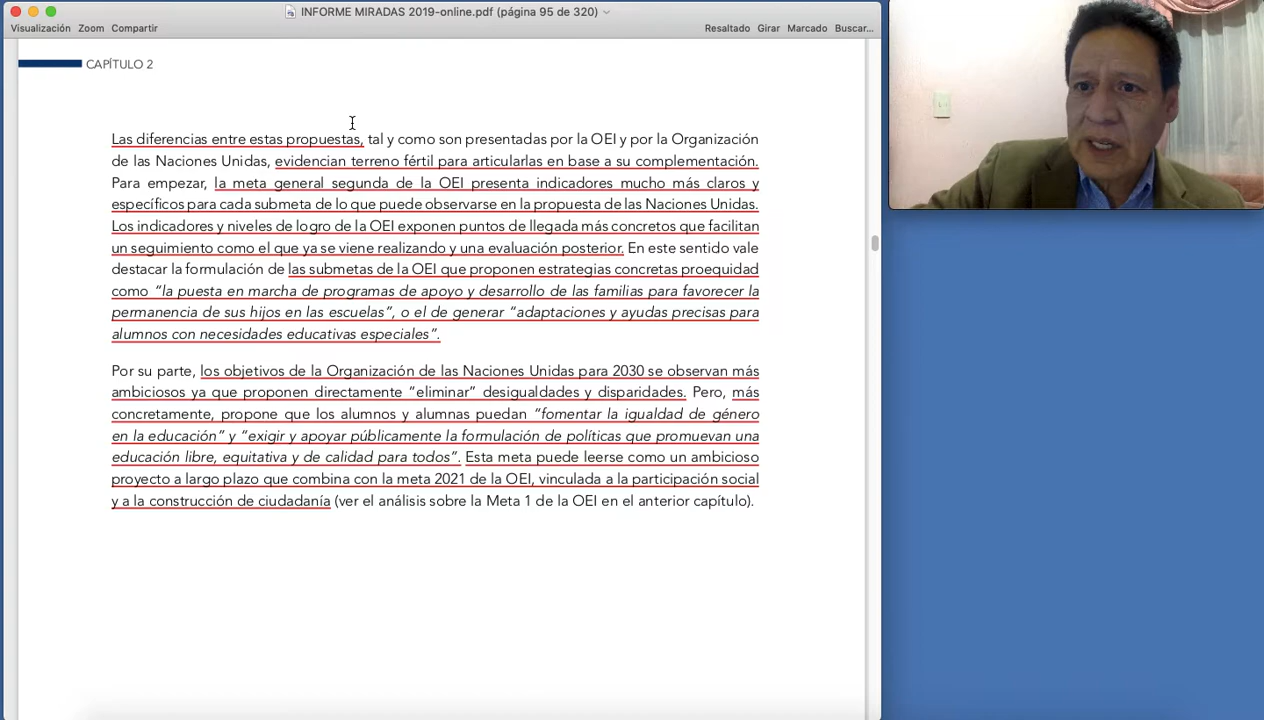 INFORME MIRADAS 2019-online.pdf (página 95 de 320)
Visualización Zoom Compartir Resaltado Girar Marcado Buscar...
CAPÍTULO 2
Las diferencias entre estas propuestas, tal y como son presentadas por la OEI y por la Organización
de las Naciones Unidas, evidencian terreno fértil para articularlas en base a su complementación.
Para empezar, la meta general segunda de la OEI presenta indicadores mucho más claros y
específicos para cada submeta de lo que puede observarse en la propuesta de las Naciones Unidas.
Los indicadores y niveles de logro de la OEI exponen puntos de llegada más concretos que facilitan
un seguimiento como el que ya se viene realizando y una evaluación posterior. En este sentido vale
destacar la formulación de las submetas de la OEI que proponen estrategias concretas proequidad
como “la puesta en marcha de programas de apoyo y desarrollo de las familias para favorecer la
permanencia de sus hijos en las escuelas”, o el de generar “adaptaciones y ayudas precisas para
alumnos con necesidades educativas especiales”.
Por su parte, los objetivos de la Organización de las Naciones Unidas para 2030 se observan más
ambiciosos ya que proponen directamente “eliminar” desigualdades y disparidades. Pero, más
concretamente, propone que los alumnos y alumnas puedan “fomentar la igualdad de género
en la educación” y “exigir y apoyar públicamente la formulación de políticas que promuevan una
educación libre, equitativa y de calidad para todos”. Esta meta puede leerse como un ambicioso
proyecto a largo plazo que combina con la meta 2021 de la OEI, vinculada a la participación social
y a la construcción de ciudadanía (ver el análisis sobre la Meta 1 de la OEI en el anterior capítulo).